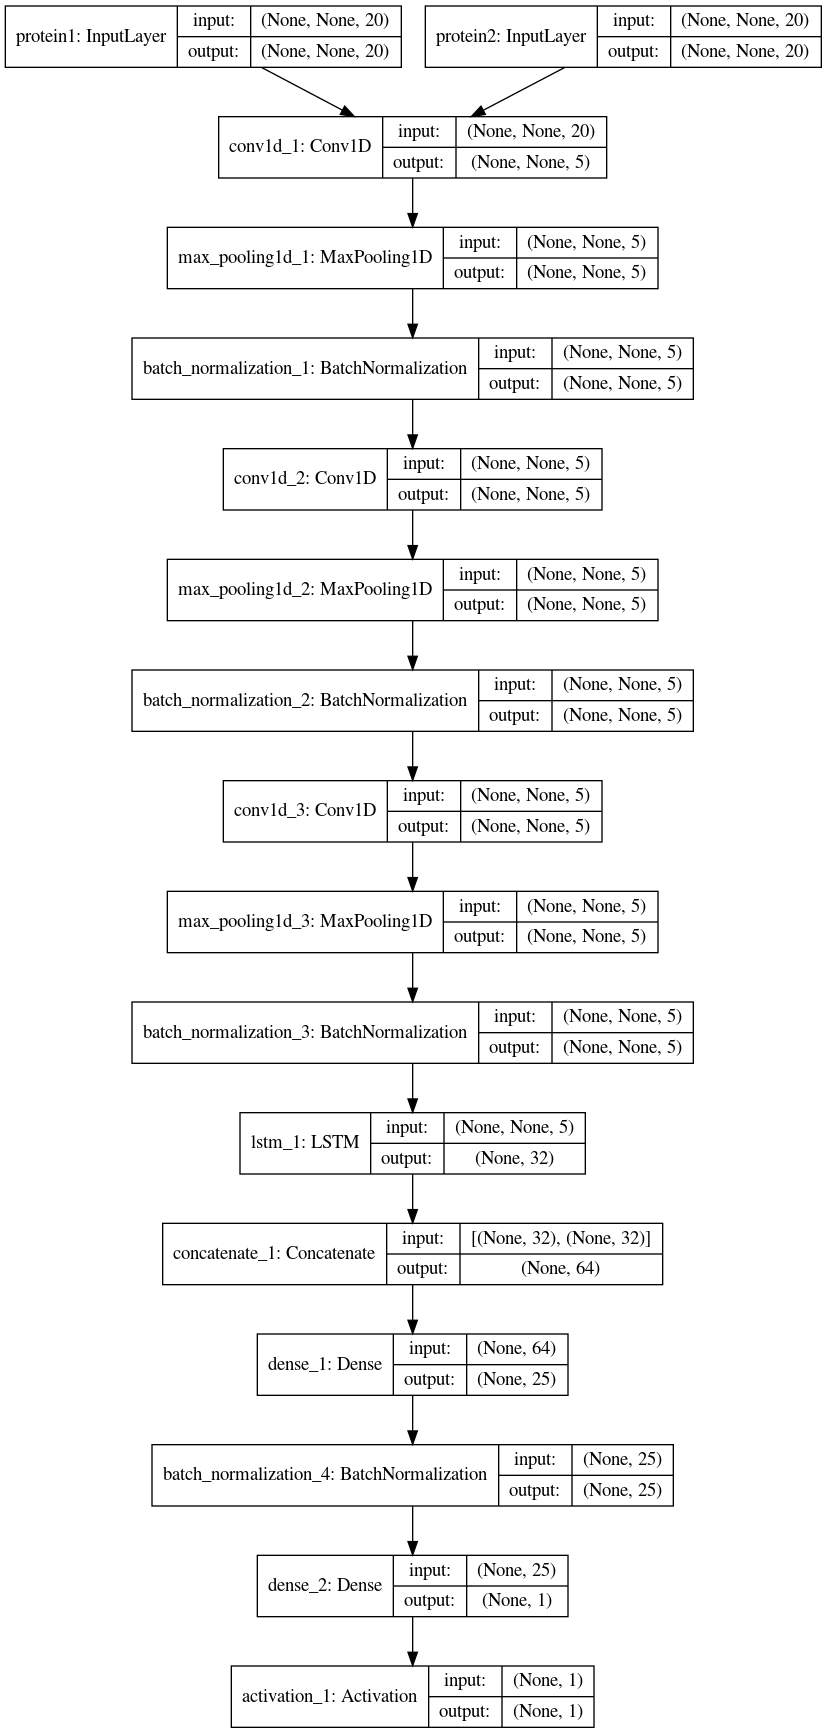 protein1: InputLayer
input:
(None, None, 20)
output:
(None, None, 20)
protein2: InputLayer
input:
(None, None, 20)
output:
(None, None, 20)
conv1d_1: Conv1D
input:
(None, None, 20)
output:
(None, None, 5)
max_pooling1d_1: MaxPooling1D
input:
(None, None, 5)
output:
(None, None, 5)
batch_normalization_1: BatchNormalization
input:
(None, None, 5)
output:
(None, None, 5)
conv1d_2: Conv1D
input:
(None, None, 5)
output:
(None, None, 5)
max_pooling1d_2: MaxPooling1D
input:
(None, None, 5)
output:
(None, None, 5)
batch_normalization_2: BatchNormalization
input:
(None, None, 5)
output:
(None, None, 5)
conv1d_3: Conv1D
input:
(None, None, 5)
output:
(None, None, 5)
max_pooling1d_3: MaxPooling1D
input:
(None, None, 5)
output:
(None, None, 5)
batch_normalization_3: BatchNormalization
input:
(None, None, 5)
output:
(None, None, 5)
lstm_1: LSTM
input:
(None, None, 5)
output:
(None, 32)
concatenate_1: Concatenate
input:
[(None, 32), (None, 32)]
output:
(None, 64)
dense_1: Dense
input:
(None, 64)
output:
(None, 25)
batch_normalization_4: BatchNormalization
input:
(None, 25)
output:
(None, 25)
dense_2: Dense
input:
(None, 25)
output:
(None, 1)
activation_1: Activation
input:
(None, 1)
output:
(None, 1)